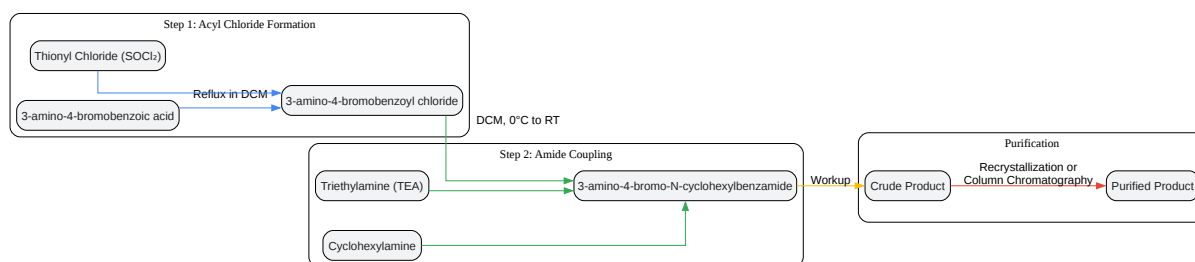 Step 1: Acyl Chloride Formation
Thionyl Chloride (SOCl₂)
Reflux in DCM
3-amino-4-bromobenzoyl chloride
3-amino-4-bromobenzoic acid
DCM, 0°C to RT
Step 2: Amide Coupling
Triethylamine (TEA)
3-amino-4-bromo-N-cyclohexylbenzamide
Cyclohexylamine
Workup
Purification
Crude Product
Recrystallization or
Column Chromatography
Purified Product